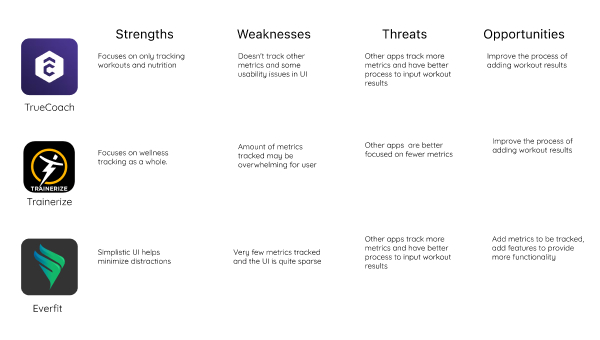 Strengths
Weaknesses
Threats
Opportunities
Focuses on only tracking
workouts and nutrition
Doesn't track other
metrics and some
usability issues in UI
Other apps track more
metrics and have better
process to input workout
results
Improve the process of
adding workout results
TrueCoach
Focuses on wellness
tracking as a whole.
Amount of metrics
tracked may be
overwhelming for user
Other apps are better
focused on fewer metrics
Improve the process of
adding workout results
TRAINERIZE
Trainerize
Simplistic UI helps
minimize distractions
Very few metrics tracked
and the UI is quite sparse
Other apps track more
metrics and have better
process to input workout
results
Add metrics to be tracked,
add features to provide
more functionality
Everfit